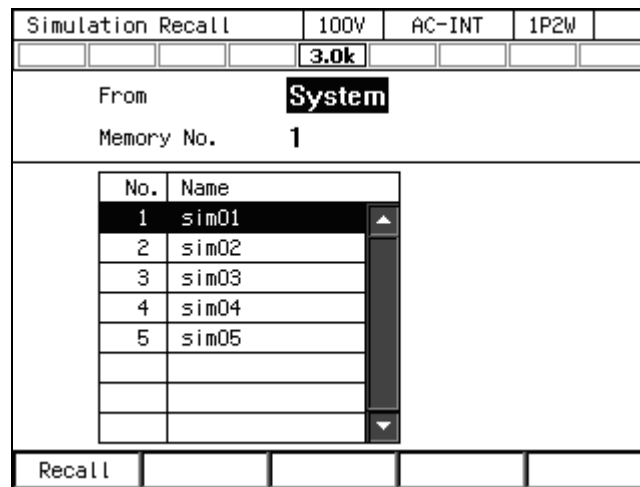 Simulation Recall 100V AC-INT 1P2W
3.0k
From System
Memory No. 1
No. Name
1 sim01
2 sim02
3 sim03
4 sim04
5 sim05
Recall